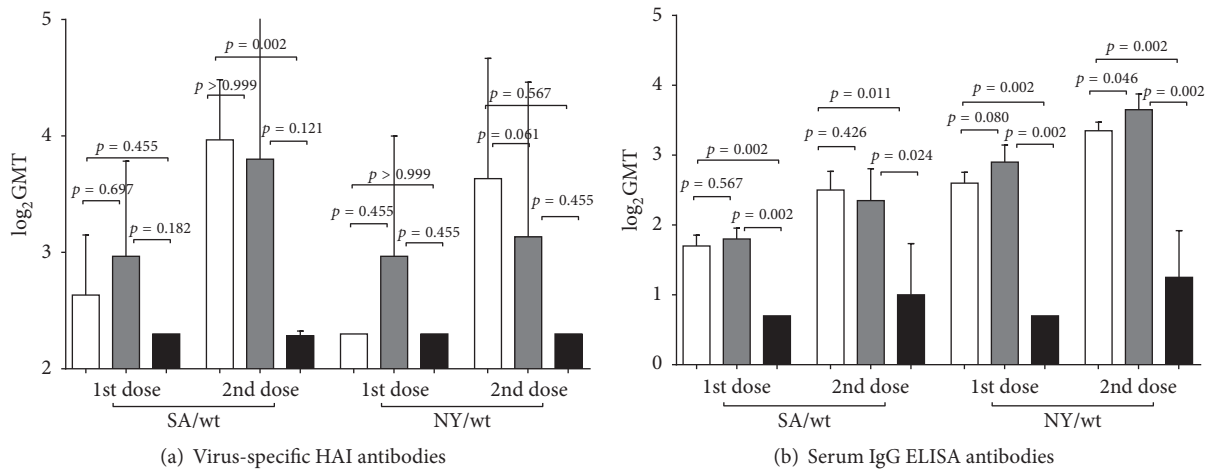 5
4
3
2
log2GMT
p = 0.455
p = 0.697
p = 0.182
p = 0.002
p > 0.999
p = 0.121
p > 0.999
p = 0.455
p = 0.455
p = 0.567
p = 0.061
p = 0.455
1st dose 2nd dose 1st dose 2nd dose
SA/wt NY/wt
(a) Virus-specific HAI antibodies
5
4
3
2
1
0
log2GMT
p = 0.002
p = 0.567
p = 0.002
p = 0.011
p = 0.426
p = 0.024
p = 0.002
p = 0.080
p = 0.002
p = 0.002
p = 0.046
p = 0.002
1st dose 2nd dose 1st dose 2nd dose
SA/wt NY/wt
(b) Serum IgG ELISA antibodies